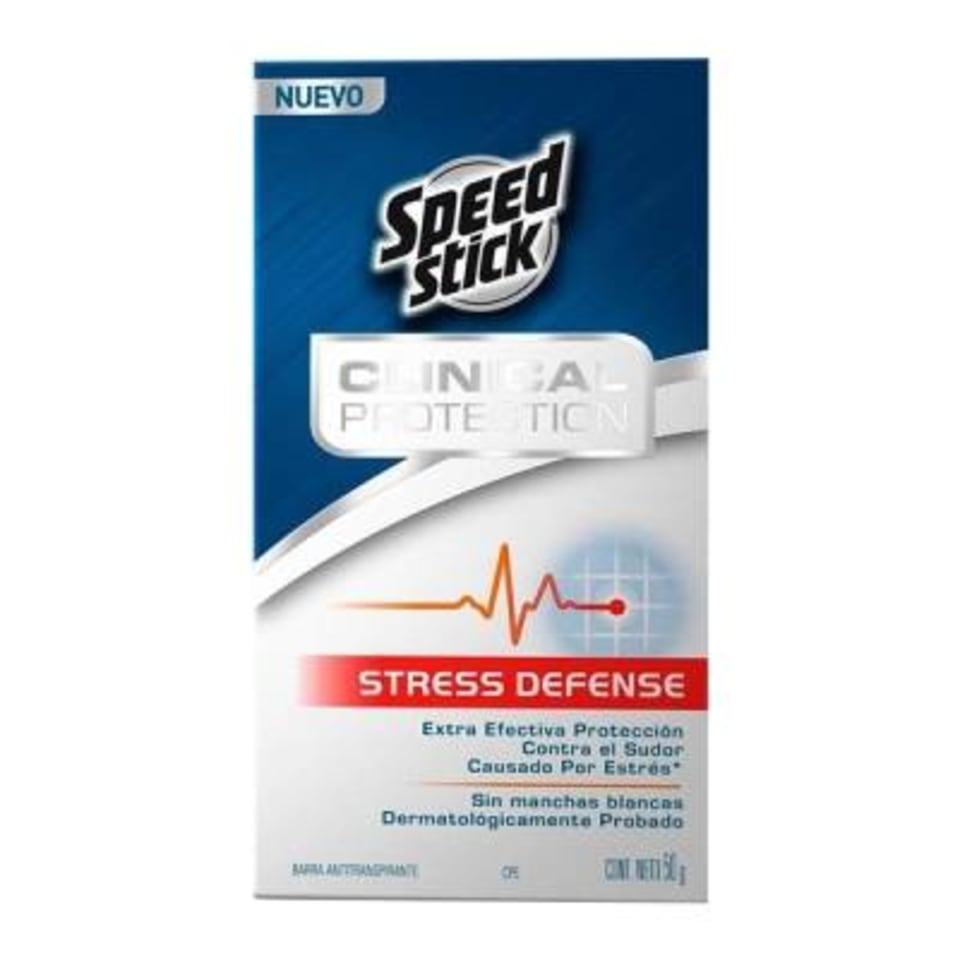 NUEVO
SPEED
STICK
CLINICAL
PROTECTION
STRESS DEFENSE
Extra Efectiva Protección
Contra el Sudor
Causado Por Estrés*
Sin manchas blancas
Dermatológicamente Probado
BARRA ANTITRANSPIRANTE
CONT. NETO 50 g